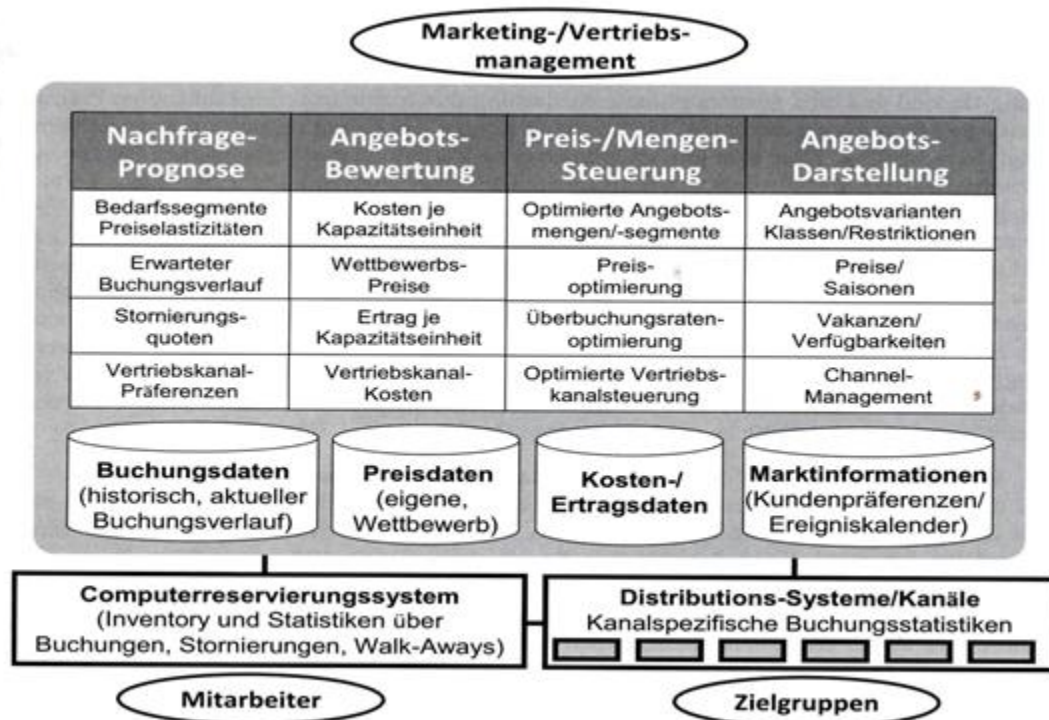 Marketing-/Vertriebs-
management
Nachfrage-
Prognose
Angebots-
Bewertung
Preis-/Mengen-
Steuerung
Angebots-
Darstellung
Bedarfssegmente
Preiselastizitäten
Kosten je
Kapazitätseinheit
Optimierte Angebots-
mengen/-segmente
Angebotsvarianten
Klassen/Restriktionen
Erwarteter
Buchungsverlauf
Wettbewerbs-
Preise
Preis-
optimierung
Preise/
Saisonen
Stornierungs-
quoten
Ertrag je
Kapazitätseinheit
Überbuchungsraten-
optimierung
Vakanzen/
Verfügbarkeiten
Vertriebskanal-
Präferenzen
Vertriebskanal-
Kosten
Optimierte Vertriebs-
kanalsteuerung
Channel-
Management
Buchungsdaten
(historisch, aktueller
Buchungsverlauf)
Preisdaten
(eigene,
Wettbewerb)
Kosten-/
Ertragsdaten
Marktinformationen
(Kundenpräferenzen/
Ereigniskalender)
Computerreservierungssystem
(Inventory und Statistiken über
Buchungen, Stornierungen, Walk-Aways)
Distributions-Systeme/Kanäle
Kanalspezifische Buchungsstatistiken
Mitarbeiter
Zielgruppen